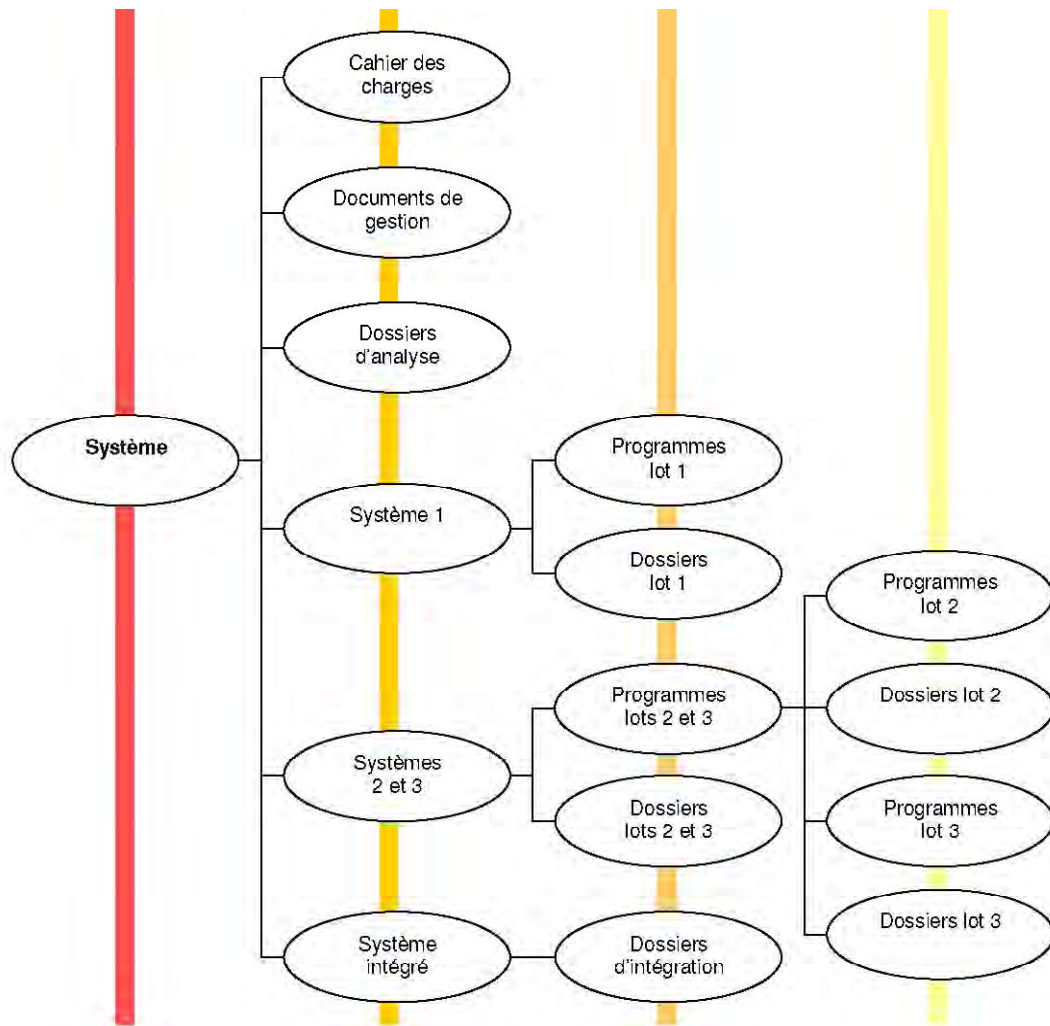 Cahier des
charges
Documents de
gestion
Dossiers
d'analyse
Système
Système 1
Programmes
lot 1
Dossiers
lot 1
Systèmes
2 et 3
Programmes
lots 2 et 3
Dossiers
lots 2 et 3
Programmes
lot 2
Dossiers lot 2
Programmes
lot 3
Dossiers lot 3
Système
intégré
Dossiers
d'intégration